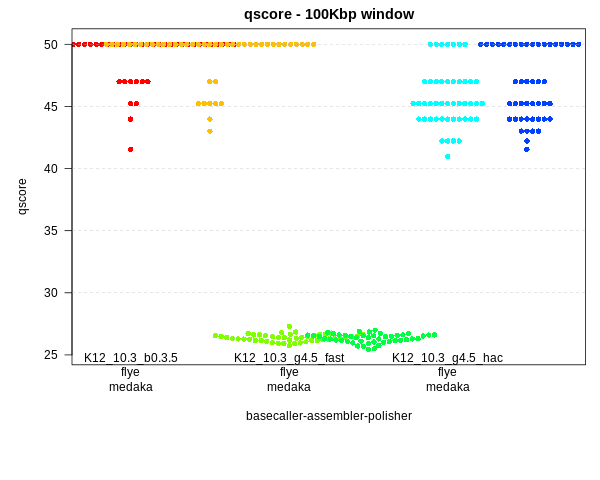 qscore - 100Kbp window
50
45
40
35
30
25
qscore
K12_10.3_b0.3.5 K12_10.3_g4.5_fast K12_10.3_g4.5_hac
flye flye flye
medaka medaka medaka
basecaller-assembler-polisher